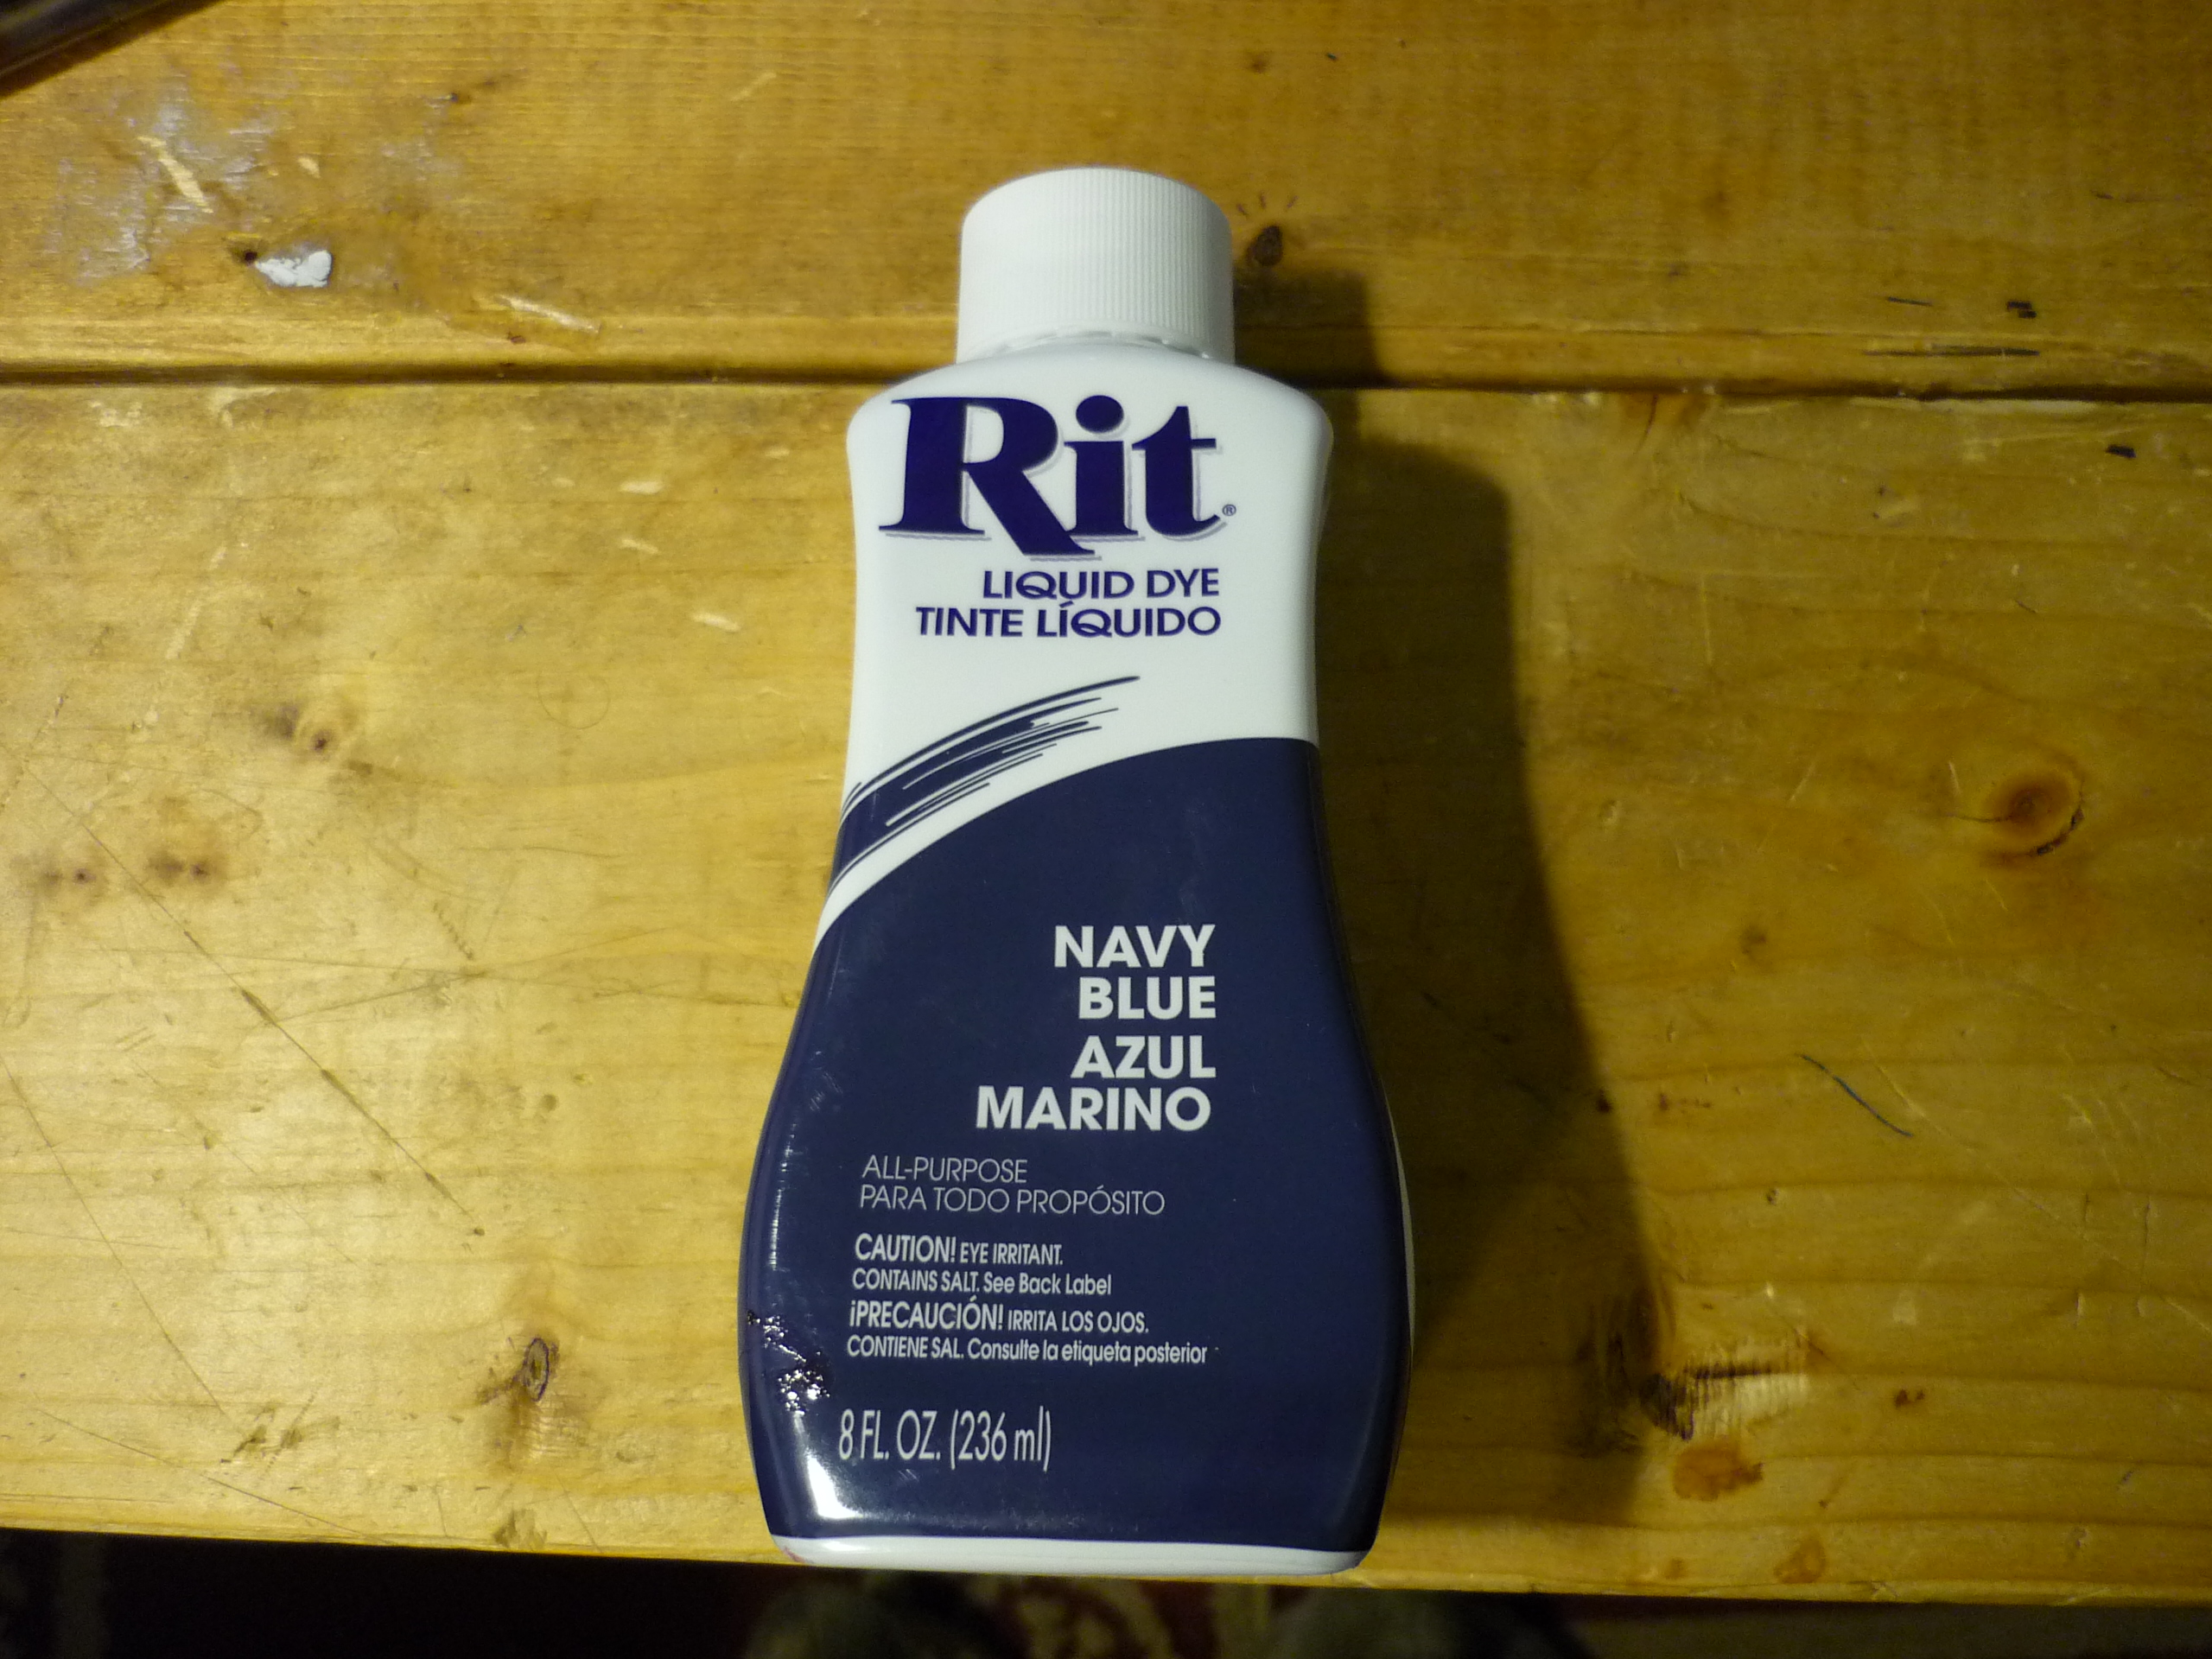 Rit®
LIQUID DYE
TINTE LÍQUIDO
NAVY
BLUE
AZUL
MARINO
ALL-PURPOSE
PARA TODO PROPÓSITO
CAUTION! EYE IRRITANT.
CONTAINS SALT. See Back Label
¡PRECAUCIÓN! IRRITA LOS OJOS.
CONTIENE SAL. Consulte la etiqueta posterior
8 FL. OZ. (236 ml)